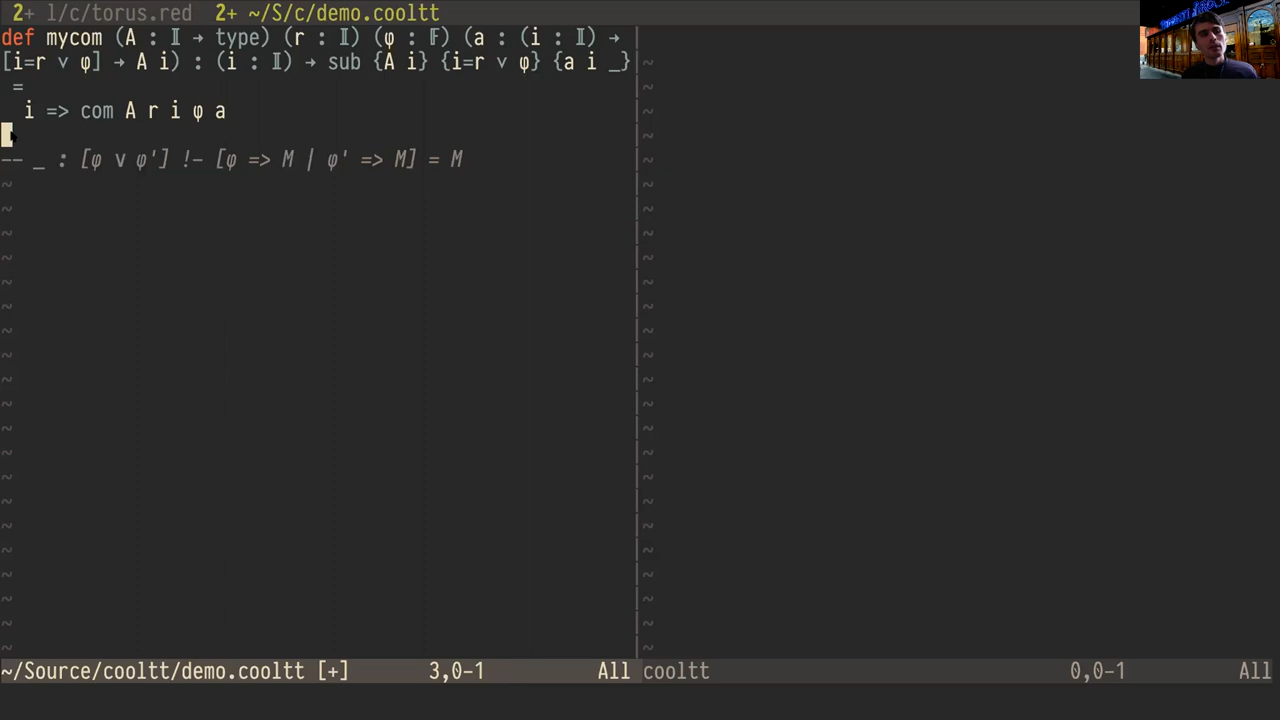 2+ l/c/torus.red 2+ ~/S/c/demo.cooltt
def mycom (A : 𝕀 → type) (r : 𝕀) (φ : 𝔽) (a : (i : 𝕀) →
[i=r ∨ φ] → A i) : (i : 𝕀) → sub {A i} {i=r ∨ φ} {a i _}
=
i => com A r i φ a
-- _ : [φ ∨ φ'] !- [φ => M | φ' => M] = M
~/Source/cooltt/demo.cooltt [+] 3,0-1 All
cooltt 0,0-1 All